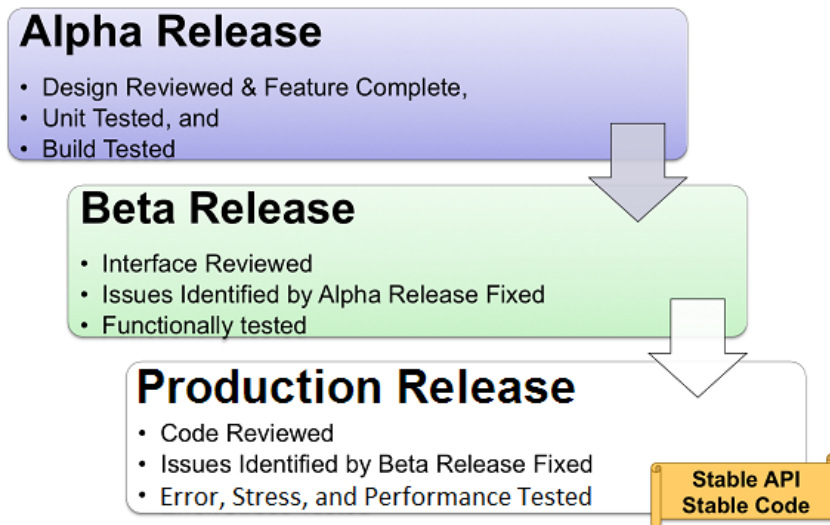 Alpha Release
• Design Reviewed & Feature Complete,
• Unit Tested, and
• Build Tested
Beta Release
• Interface Reviewed
• Issues Identified by Alpha Release Fixed
• Functionally tested
Production Release
• Code Reviewed
• Issues Identified by Beta Release Fixed
• Error, Stress, and Performance Tested
Stable API
Stable Code